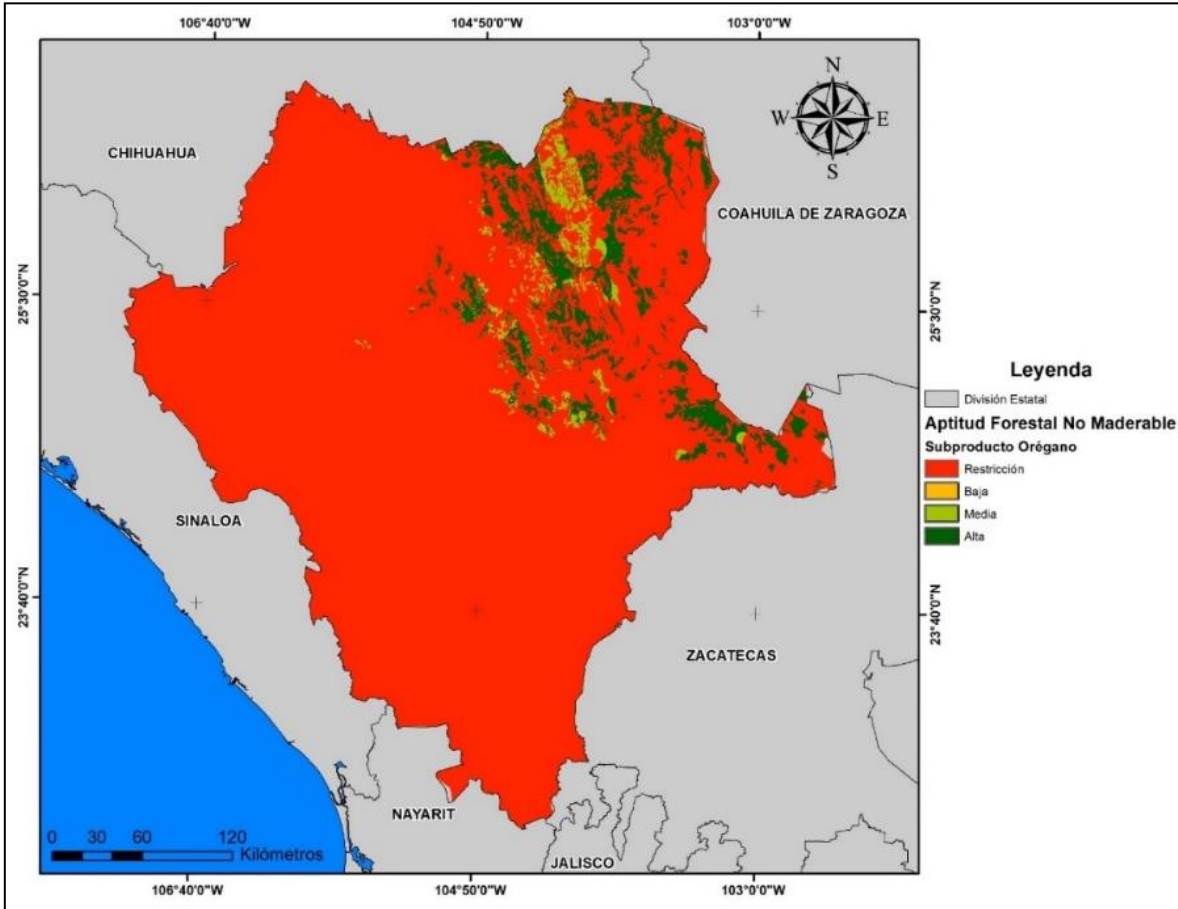 106°40'0"W
104°50'0"W
103°0'0"W
N
W
E
S
CHIHUAHUA
COAHUILA DE ZARAGOZA
25°30'0"N
25°30'0"N
Leyenda
División Estatal
Aptitud Forestal No Maderable
Subproducto Orégano
Restricción
Baja
Media
Alta
SINALOA
23°40'0"N
23°40'0"N
ZACATECAS
NAYARIT
JALISCO
0 30 60 120
Kilómetros
106°40'0"W
104°50'0"W
103°0'0"W